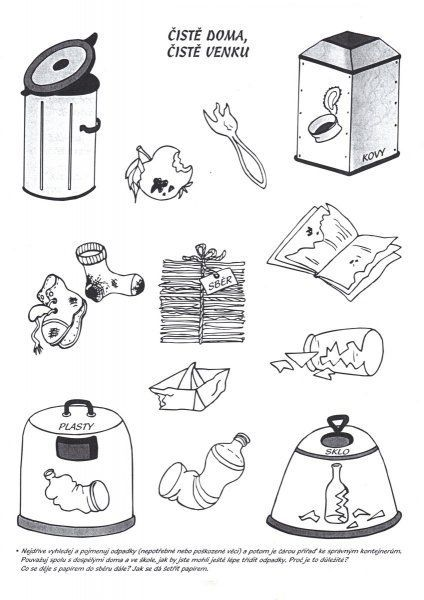 ČISTĚ DOMA,
ČISTĚ VENKU
KOVY
SBĚR
PLASTY
SKLO
• Nejdříve vyhledej a pojmenuj odpadky (nepotřebné nebo poškozené věci) a potom je čárou přiřaď ke správným kontejnerům.
Považuj spolu s dospělými doma a ve škole, jak by jste mohli ještě lépe třídit odpadky. Proč je to důležité?
Co se děje s papírem do sběru dále? Jak se dá šetřit papírem.